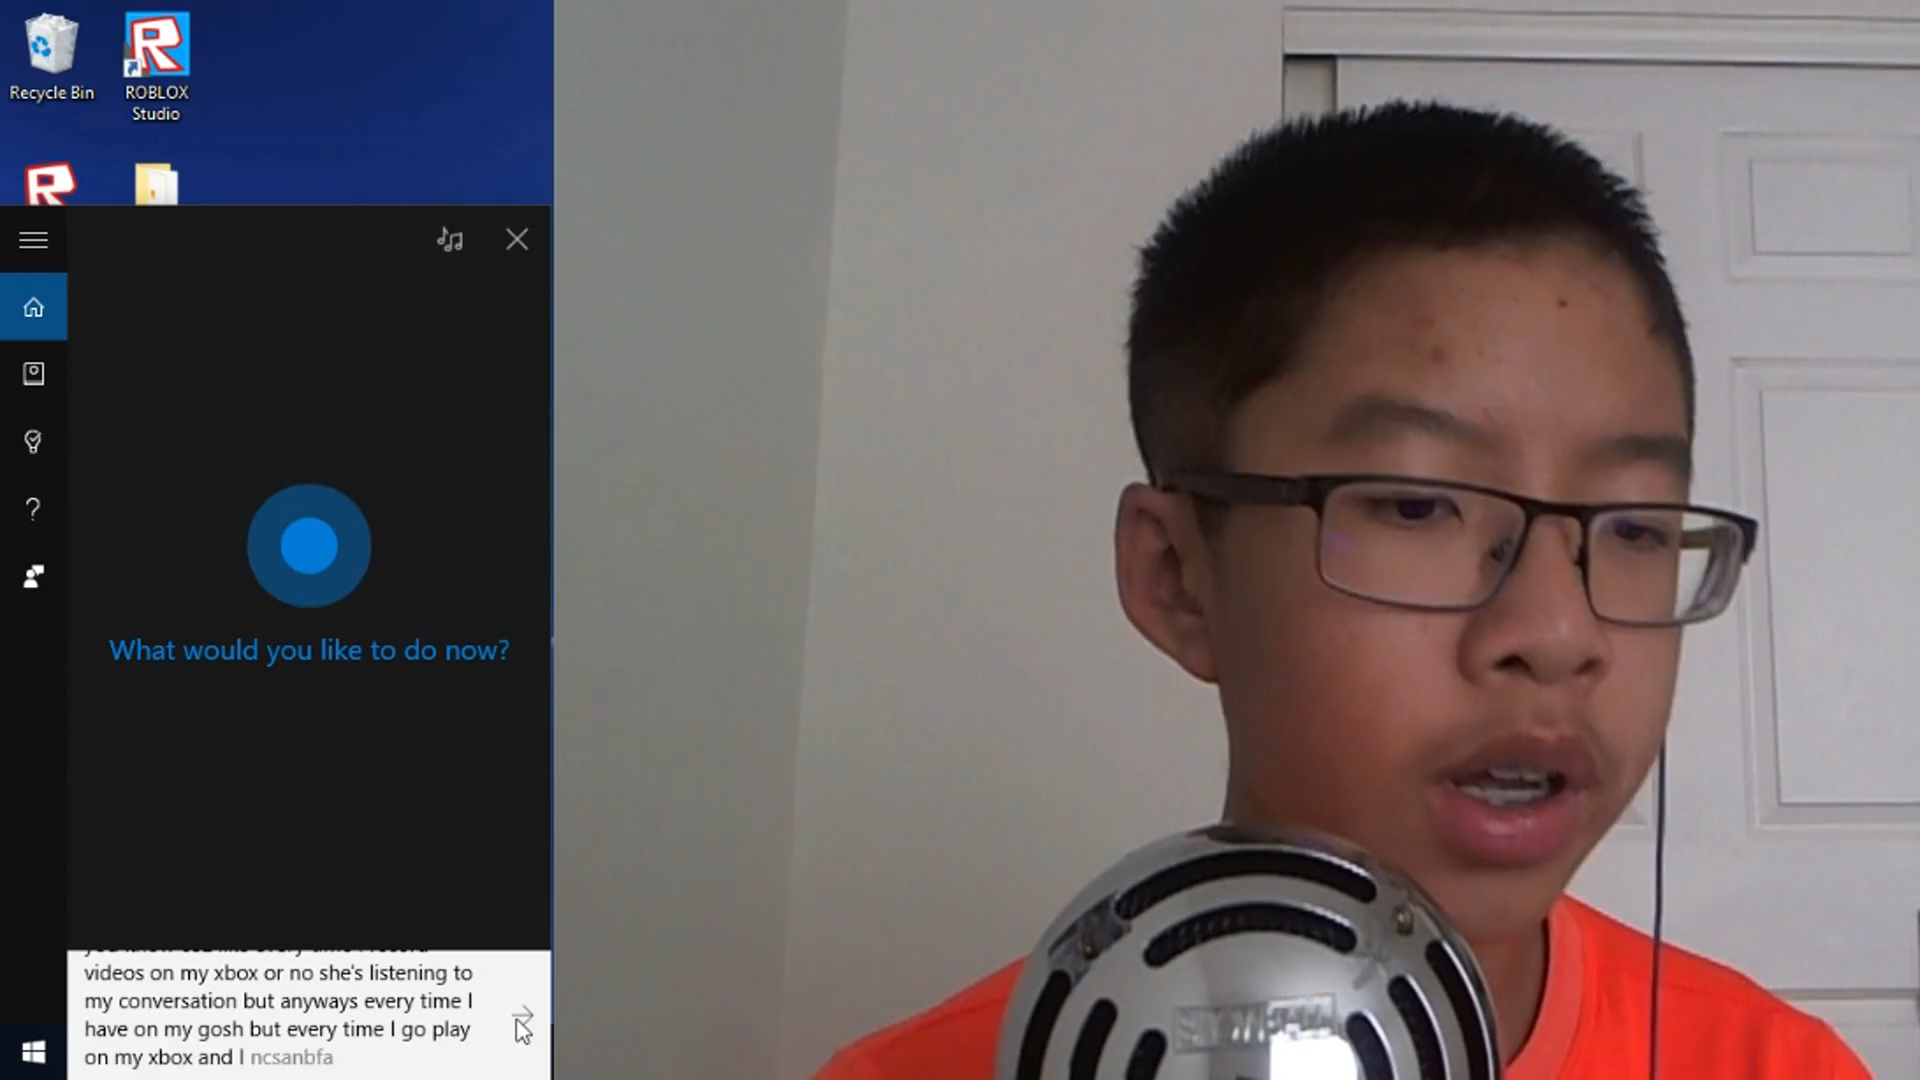 Recycle Bin
ROBLOX
Studio
What would you like to do now?
videos on my xbox or no she's listening to
my conversation but anyways every time I
have on my gosh but every time I go play
on my xbox and I ncsanbfa